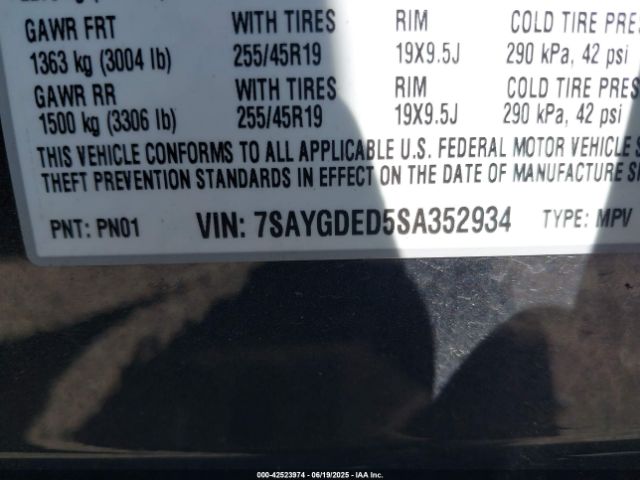 GAWR FRT WITH TIRES RIM COLD TIRE PRES
1363 kg (3004 lb) 255/45R19 19X9.5J 290 kPa, 42 psi
GAWR RR WITH TIRES RIM COLD TIRE PRES
1500 kg (3306 lb) 255/45R19 19X9.5J 290 kPa, 42 psi
THIS VEHICLE CONFORMS TO ALL APPLICABLE U.S. FEDERAL MOTOR VEHICLE S
THEFT PREVENTION STANDARDS IN EFFECT ON THE DATE OF MANUFACTURE S
PNT: PN01 VIN: 7SAYGDED5SA352934 TYPE: MPV
000-42523974 - 06/19/2025 - IAA Inc.